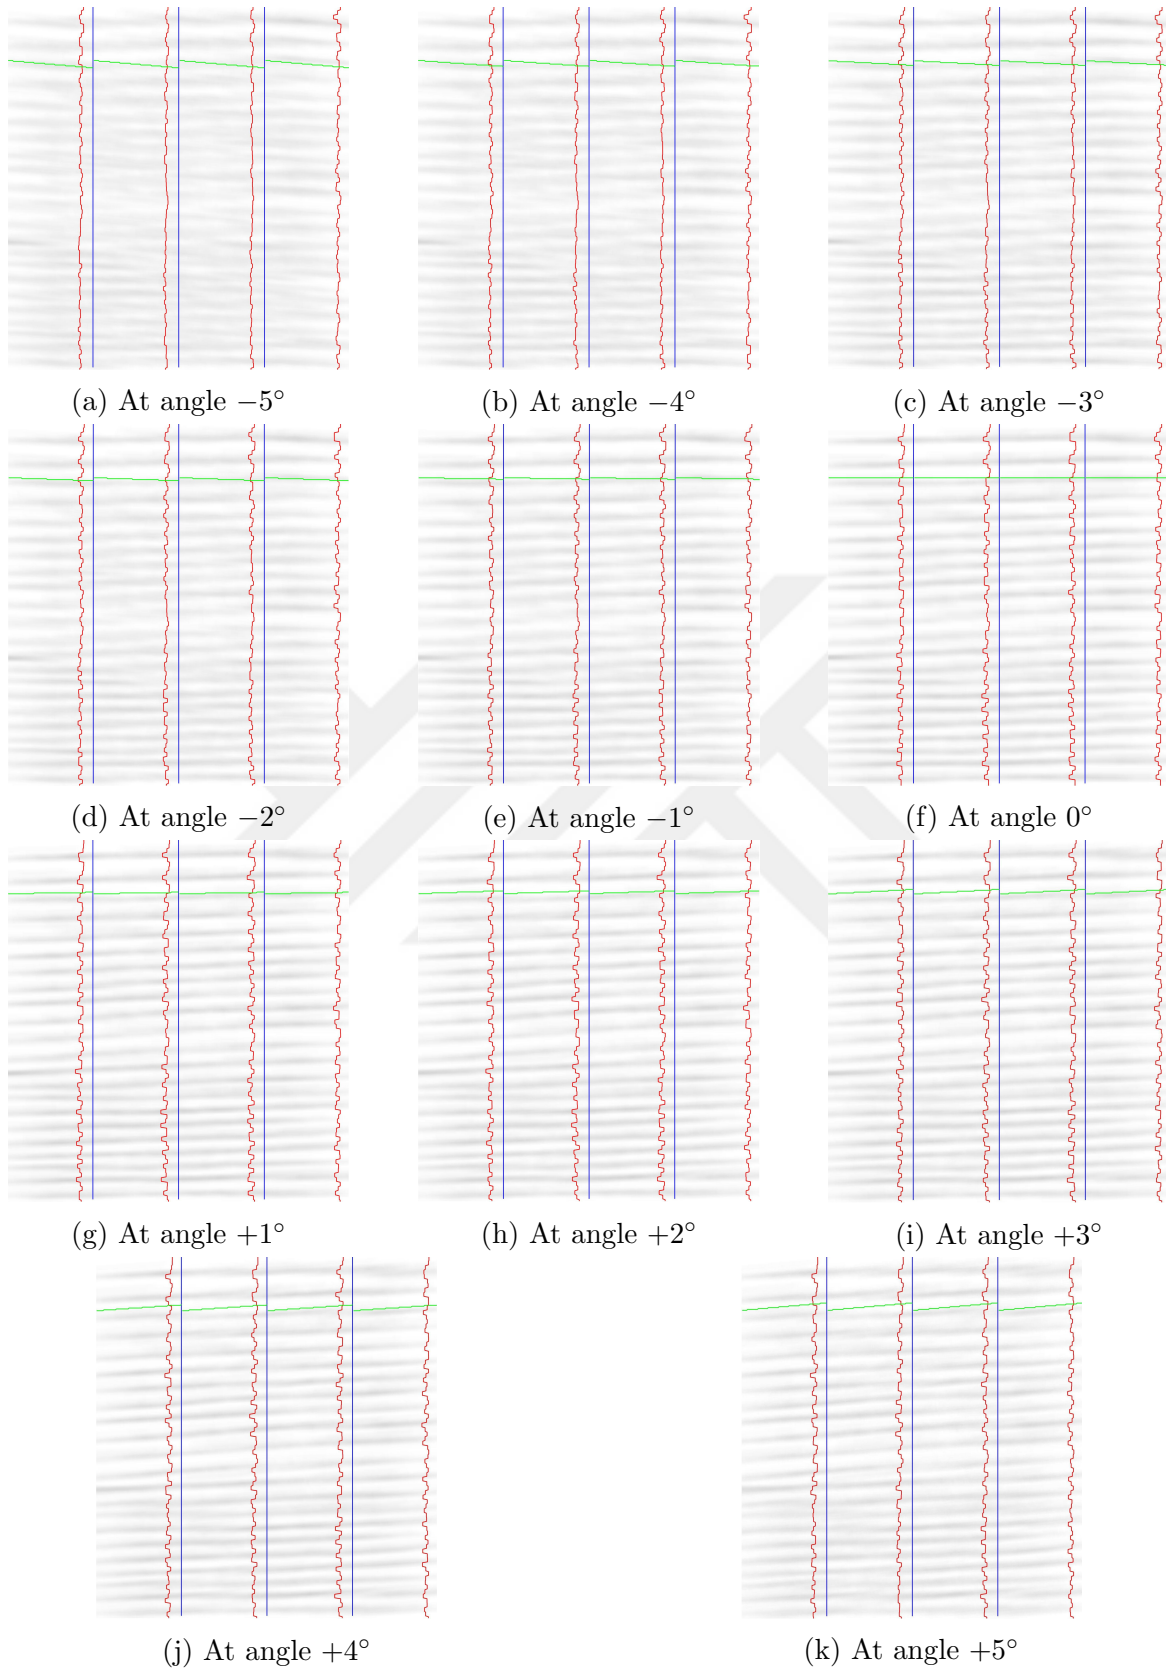 (a) At angle −5° (b) At angle −4° (c) At angle −3°
(d) At angle −2° (e) At angle −1° (f) At angle 0°
(g) At angle +1° (h) At angle +2° (i) At angle +3°
(j) At angle +4° (k) At angle +5°